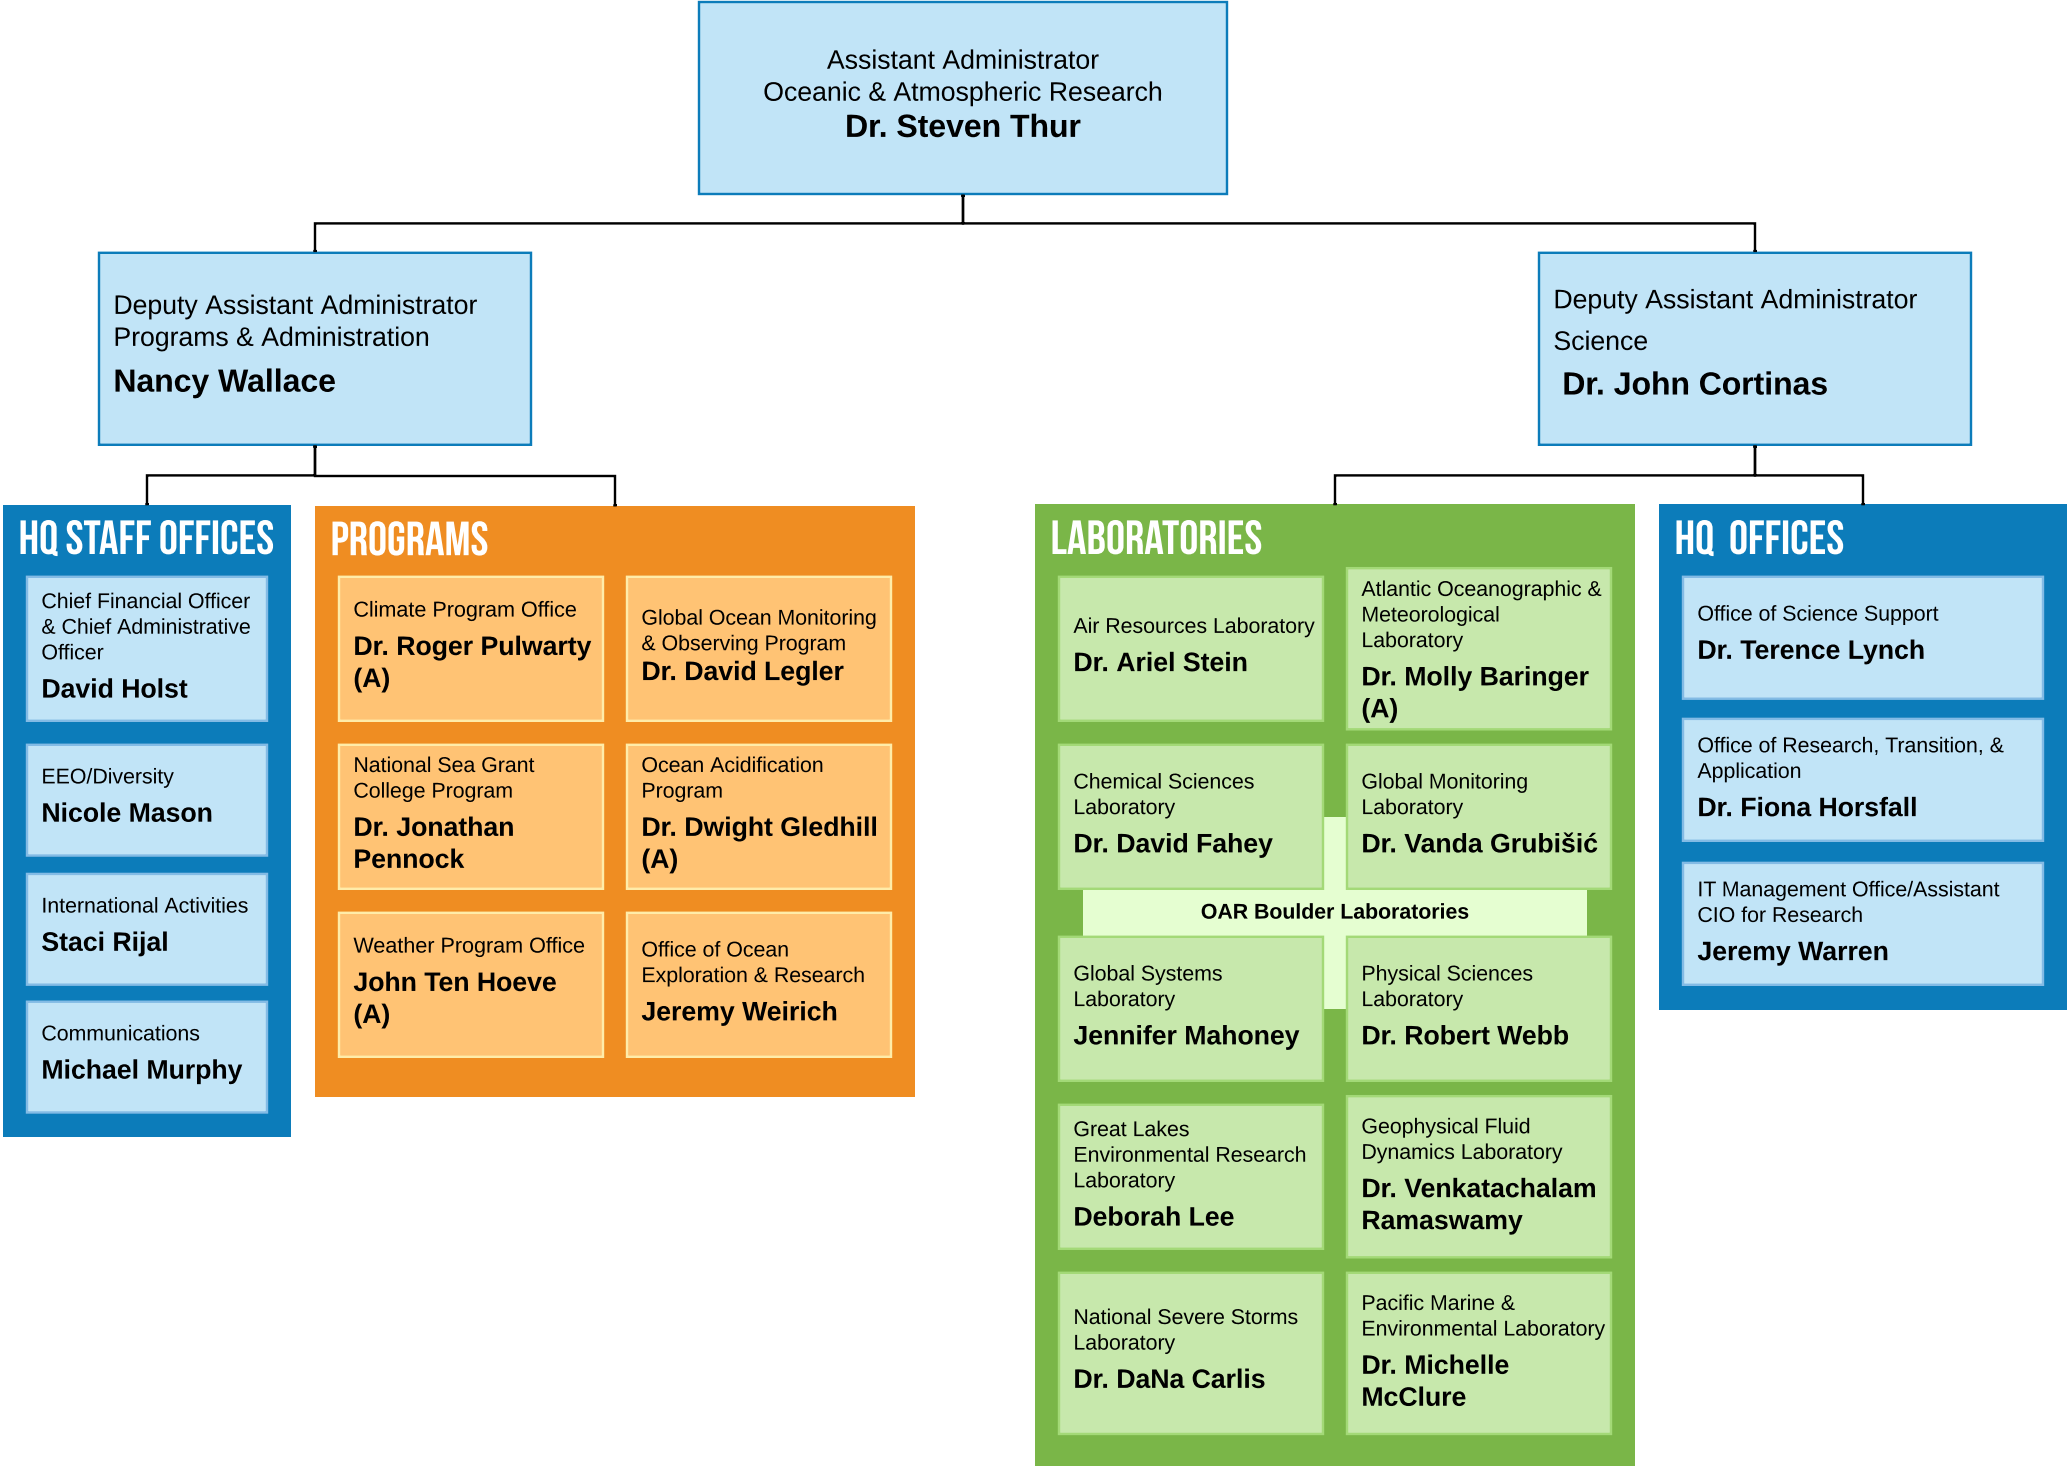 Assistant Administrator
Oceanic & Atmospheric Research
Dr. Steven Thur
Deputy Assistant Administrator
Programs & Administration
Nancy Wallace
Deputy Assistant Administrator
Science
Dr. John Cortinas
HQ STAFF OFFICES
Chief Financial Officer
& Chief Administrative
Officer
David Holst
EEO/Diversity
Nicole Mason
International Activities
Staci Rijal
Communications
Michael Murphy
PROGRAMS
Climate Program Office
Dr. Roger Pulwarty
(A)
Global Ocean Monitoring
& Observing Program
Dr. David Legler
National Sea Grant
College Program
Dr. Jonathan
Pennock
Ocean Acidification
Program
Dr. Dwight Gledhill
(A)
Weather Program Office
John Ten Hoeve
(A)
Office of Ocean
Exploration & Research
Jeremy Weirich
LABORATORIES
Air Resources Laboratory
Dr. Ariel Stein
Atlantic Oceanographic &
Meteorological
Laboratory
Dr. Molly Baringer
(A)
Chemical Sciences
Laboratory
Dr. David Fahey
Global Monitoring
Laboratory
Dr. Vanda Grubišić
OAR Boulder Laboratories
Global Systems
Laboratory
Jennifer Mahoney
Physical Sciences
Laboratory
Dr. Robert Webb
Great Lakes
Environmental Research
Laboratory
Deborah Lee
Geophysical Fluid
Dynamics Laboratory
Dr. Venkatachalam
Ramaswamy
National Severe Storms
Laboratory
Dr. DaNa Carlis
Pacific Marine &
Environmental Laboratory
Dr. Michelle
McClure
HQ OFFICES
Office of Science Support
Dr. Terence Lynch
Office of Research, Transition, &
Application
Dr. Fiona Horsfall
IT Management Office/Assistant
CIO for Research
Jeremy Warren